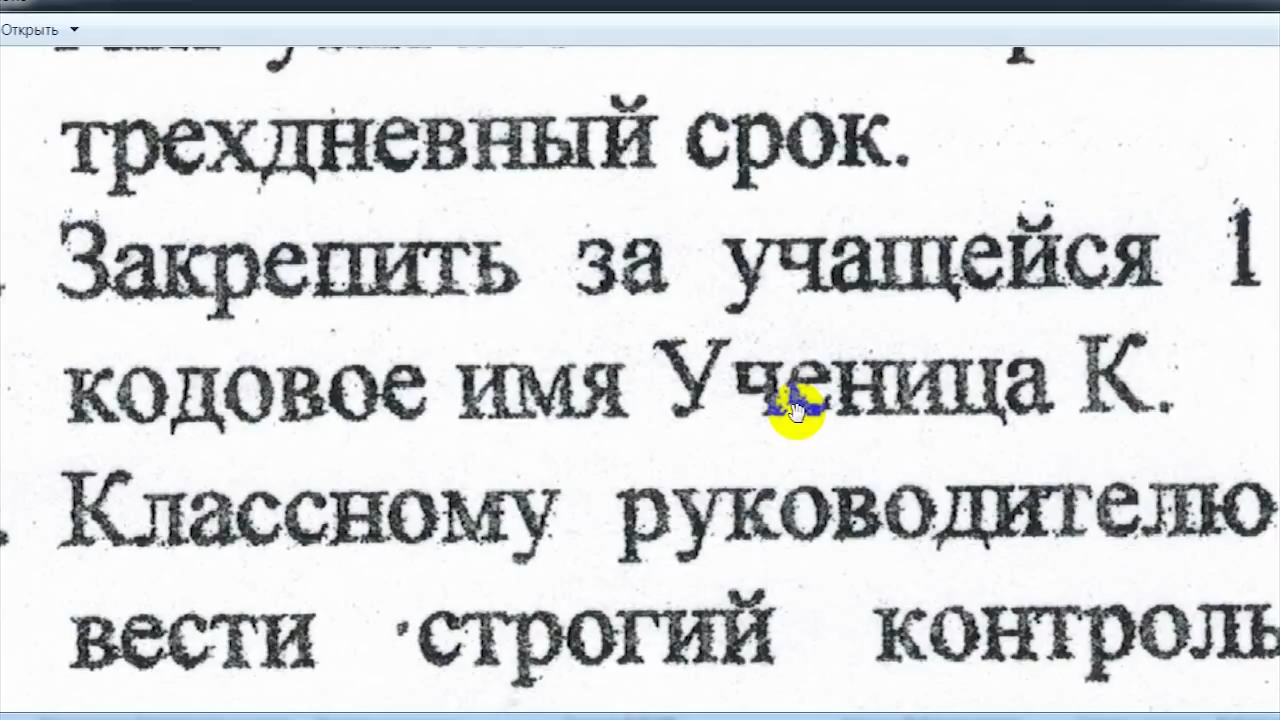 Открыть
трехдневный срок.
Закрепить за учащейся 1
кодовое имя Ученица К.
Классному руководителю
вести строгий контроль